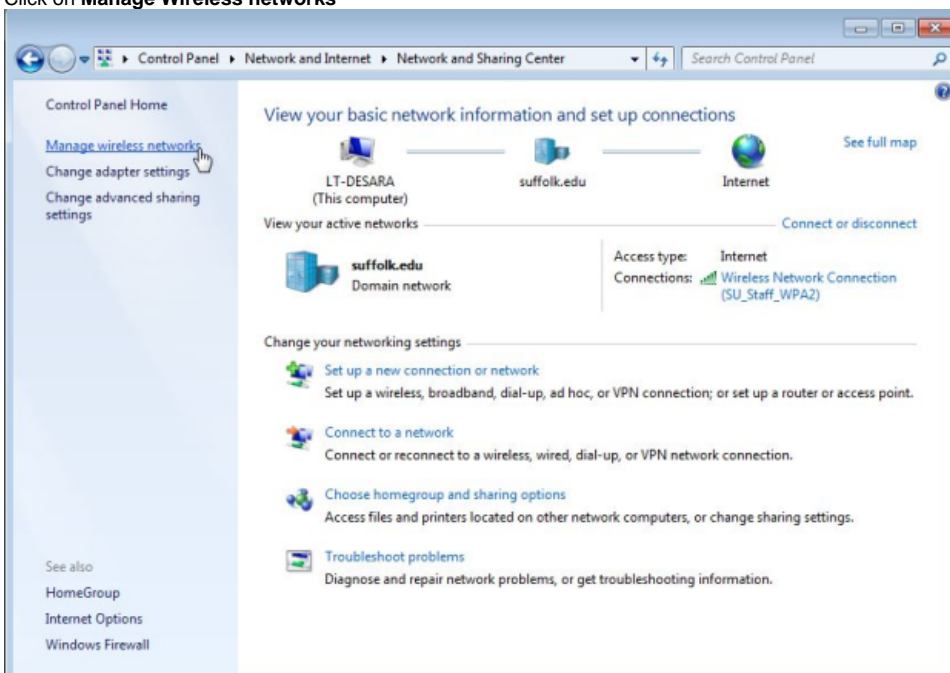 Click on Manage Wireless networks
Control Panel ▸ Network and Internet ▸ Network and Sharing Center
Search Control Panel
Control Panel Home
Manage wireless networks
Change adapter settings
Change advanced sharing
settings
View your basic network information and set up connections
See full map
LT-DESARA
(This computer)
suffolk.edu
Internet
View your active networks
Connect or disconnect
suffolk.edu
Domain network
Access type: Internet
Connections: Wireless Network Connection
(SU_Staff_WPA2)
Change your networking settings
Set up a new connection or network
Set up a wireless, broadband, dial-up, ad hoc, or VPN connection; or set up a router or access point.
Connect to a network
Connect or reconnect to a wireless, wired, dial-up, or VPN network connection.
Choose homegroup and sharing options
Access files and printers located on other network computers, or change sharing settings.
Troubleshoot problems
Diagnose and repair network problems, or get troubleshooting information.
See also
HomeGroup
Internet Options
Windows Firewall